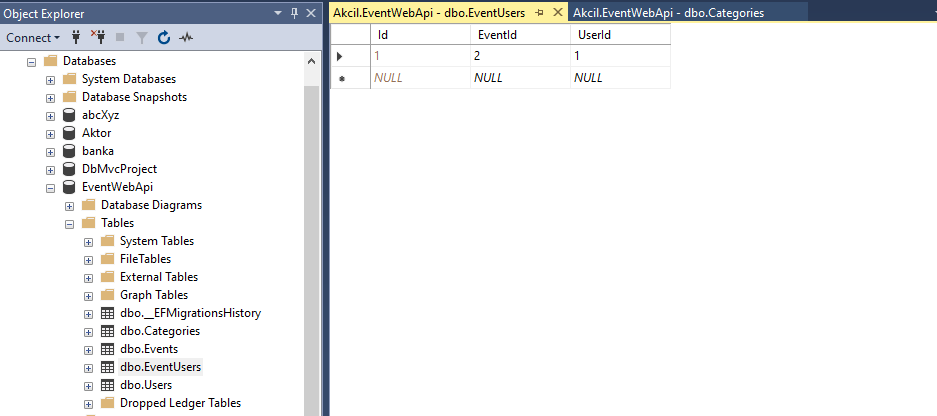 Object Explorer
Connect
Databases
System Databases
Database Snapshots
abcXyz
Aktor
banka
DbMvcProject
EventWebApi
Database Diagrams
Tables
System Tables
FileTables
External Tables
Graph Tables
dbo.__EFMigrationsHistory
dbo.Categories
dbo.Events
dbo.EventUsers
dbo.Users
Dropped Ledger Tables
Akcil.EventWebApi - dbo.EventUsers
Akcil.EventWebApi - dbo.Categories
Id EventId UserId
1 2 1
NULL NULL NULL